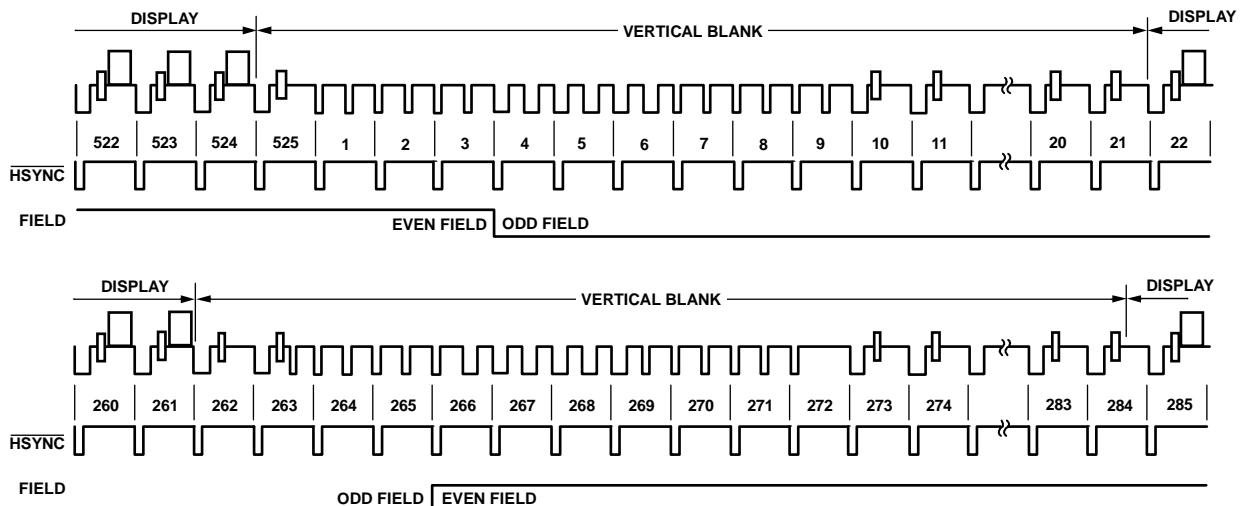 DISPLAY VERTICAL BLANK DISPLAY
522 523 524 525 1 2 3 4 5 6 7 8 9 10 11 20 21 22
HSYNC
FIELD EVEN FIELD ODD FIELD
DISPLAY VERTICAL BLANK DISPLAY
260 261 262 263 264 265 266 267 268 269 270 271 272 273 274 283 284 285
HSYNC
FIELD ODD FIELD EVEN FIELD